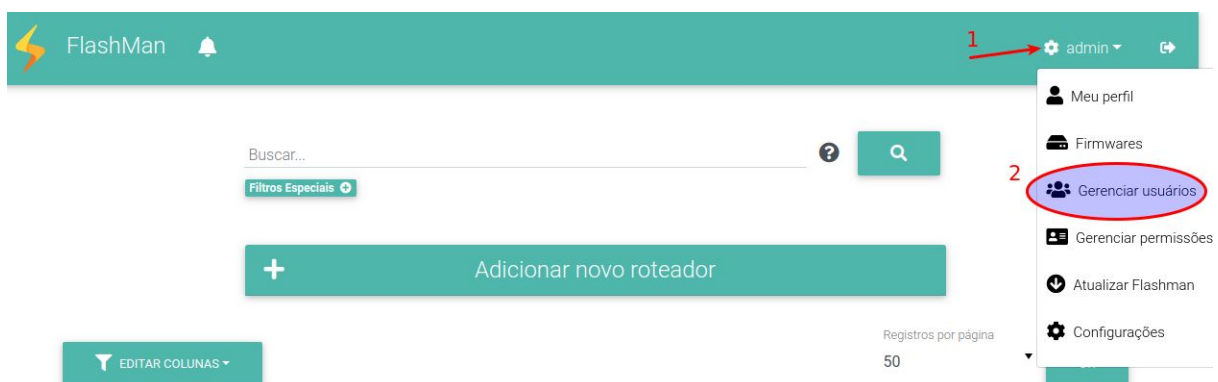 FlashMan
1
admin
Meu perfil
Buscar...
Firmwares
Filtros Especiais
2
Gerenciar usuários
Gerenciar permissões
Adicionar novo roteador
Atualizar Flashman
Registros por página
Configurações
EDITAR COLUNAS
50